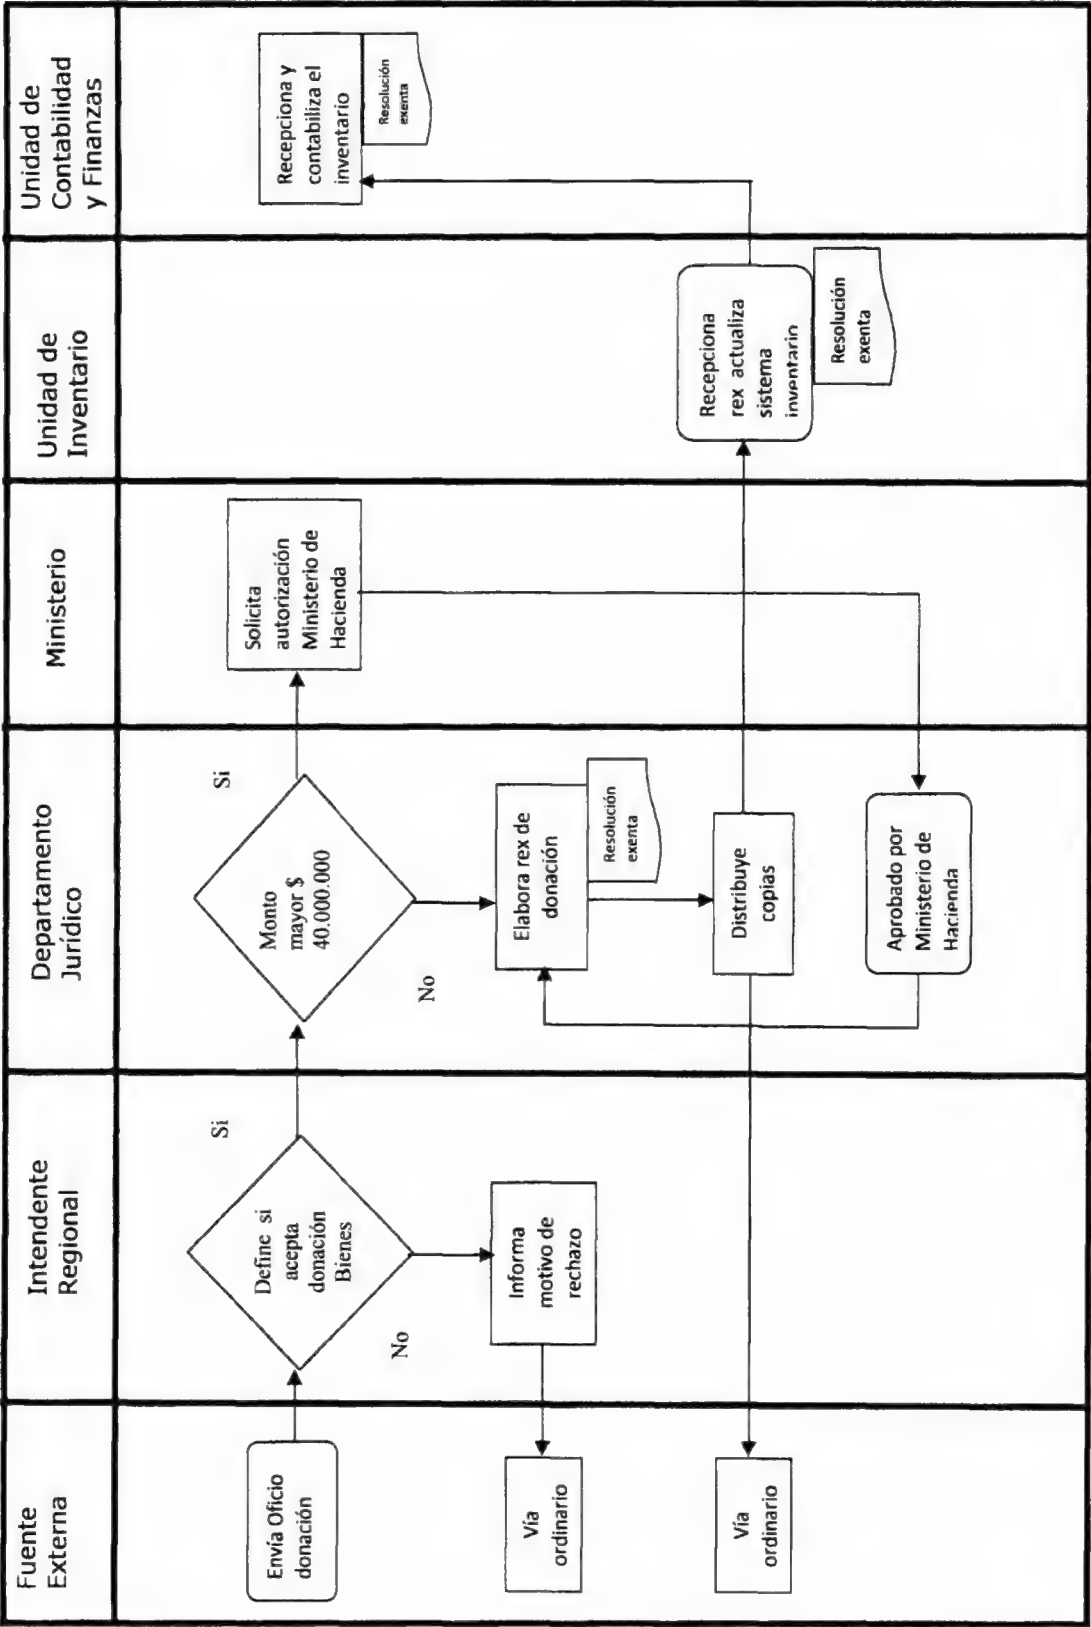 Fuente
Externa
Intendente
Regional
Departamento
Jurídico
Ministerio
Unidad de
Inventario
Unidad de
Contabilidad
y Finanzas
Envía Oficio
donación
Define si
acepta
donación
Bienes
Si
No
Monto
mayor $
40.000.000
Si
No
Solicita
autorización
Ministerio de
Hacienda
Recepciona y
contabiliza el
inventario
Resolución
exenta
Vía
ordinario
Informa
motivo de
rechazo
Elabora rex de
donación
Resolución
exenta
Vía
ordinario
Distribuye
copias
Recepciona
rex actualiza
sistema
inventario
Resolución
exenta
Aprobado por
Ministerio de
Hacienda